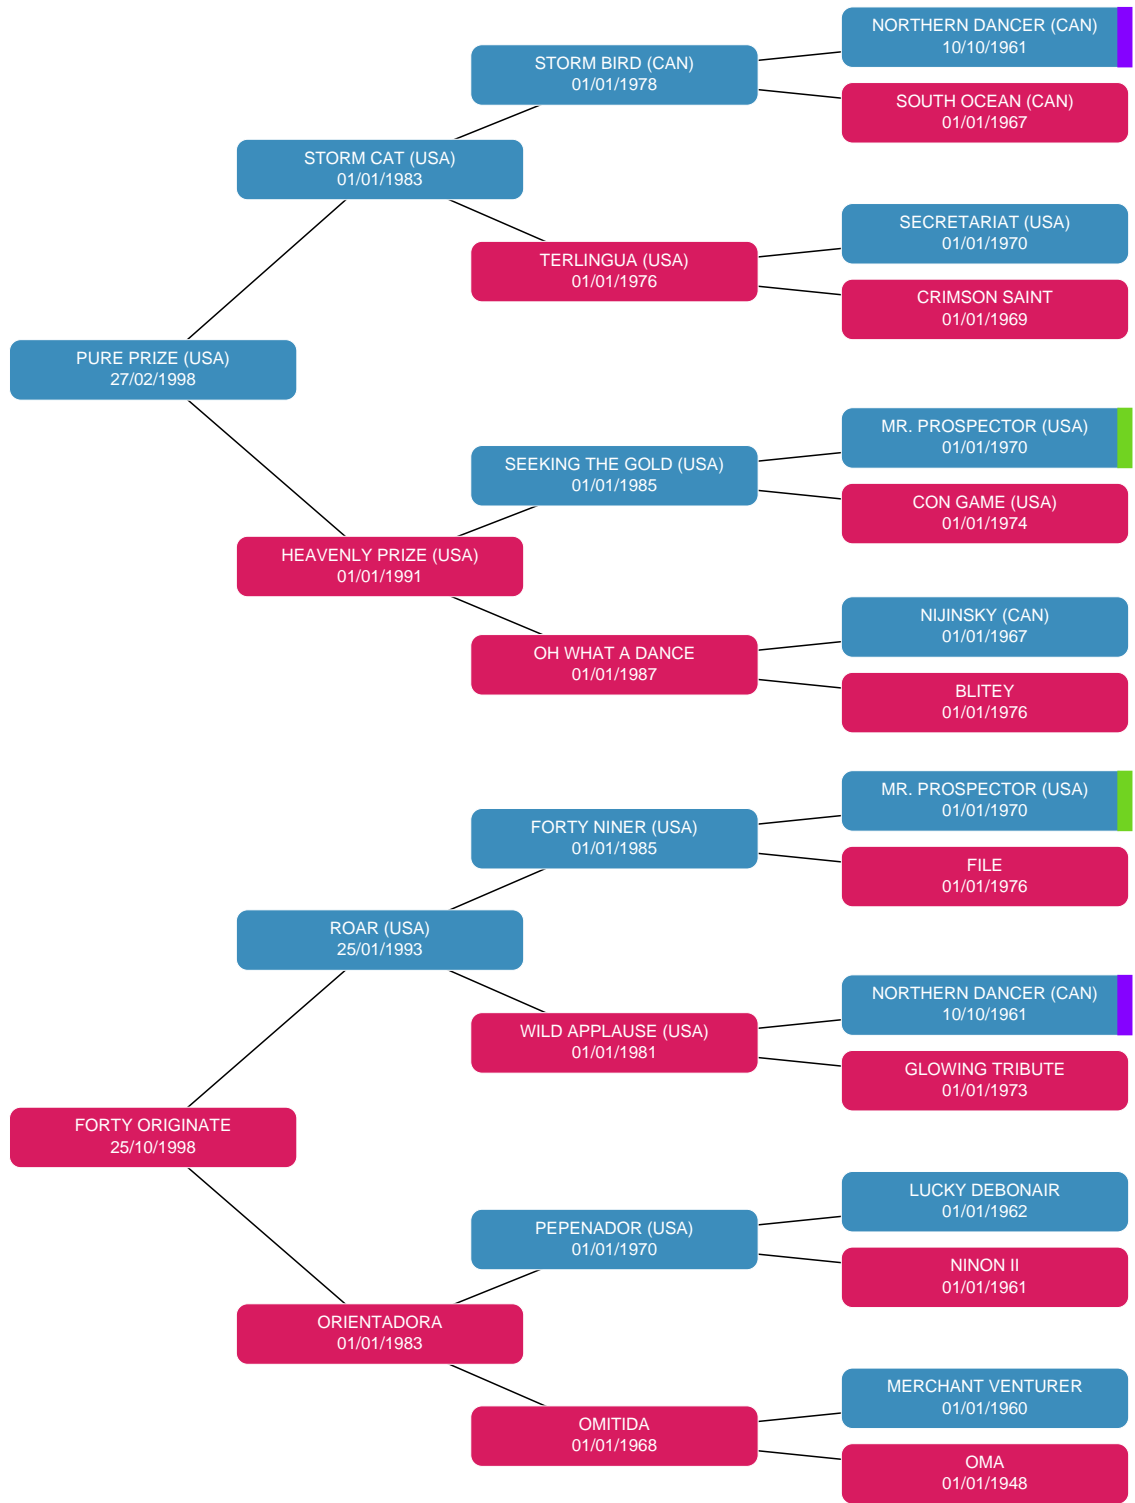 NORTHERN DANCER (CAN)
10/10/1961
STORM BIRD (CAN)
01/01/1978
SOUTH OCEAN (CAN)
01/01/1967
STORM CAT (USA)
01/01/1983
SECRETARIAT (USA)
01/01/1970
TERLINGUA (USA)
01/01/1976
CRIMSON SAINT
01/01/1969
PURE PRIZE (USA)
27/02/1998
MR. PROSPECTOR (USA)
01/01/1970
SEEKING THE GOLD (USA)
01/01/1985
CON GAME (USA)
01/01/1974
HEAVENLY PRIZE (USA)
01/01/1991
NIJINSKY (CAN)
01/01/1967
OH WHAT A DANCE
01/01/1987
BLITEY
01/01/1976
MR. PROSPECTOR (USA)
01/01/1970
FORTY NINER (USA)
01/01/1985
FILE
01/01/1976
ROAR (USA)
25/01/1993
NORTHERN DANCER (CAN)
10/10/1961
WILD APPLAUSE (USA)
01/01/1981
GLOWING TRIBUTE
01/01/1973
FORTY ORIGINATE
25/10/1998
LUCKY DEBONAIR
01/01/1962
PEPENADOR (USA)
01/01/1970
NINON II
01/01/1961
ORIENTADORA
01/01/1983
MERCHANT VENTURER
01/01/1960
OMITIDA
01/01/1968
OMA
01/01/1948